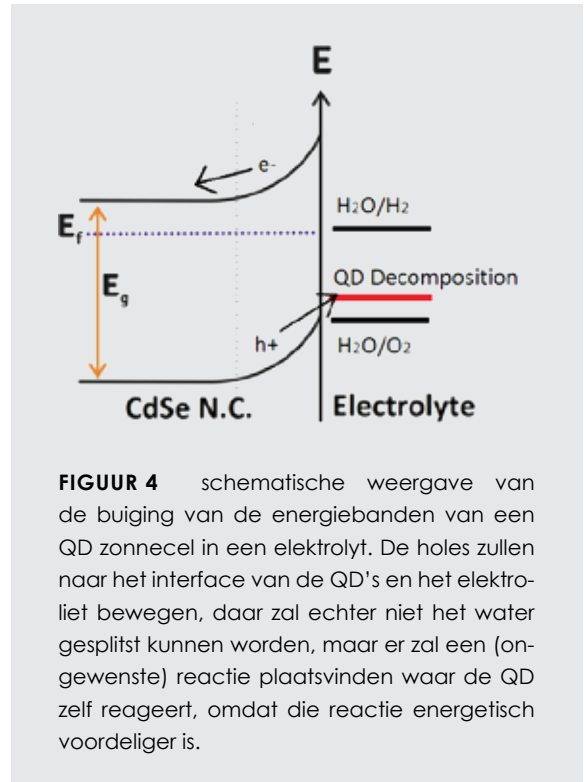 E
e-
H2O/H2
Ef
QD Decomposition
Eg
h+
H2O/O2
CdSe N.C.
Electrolyte
FIGUUR 4 schematische weergave van
de buiging van de energiebanden van een
QD zonnecel in een elektrolyt. De holes zullen
naar het interface van de QD's en het elektro-
liet bewegen, daar zal echter niet het water
gesplitst kunnen worden, maar er zal een (on-
gewenste) reactie plaatsvinden waar de QD
zelf reageert, omdat die reactie energetisch
voordeliger is.